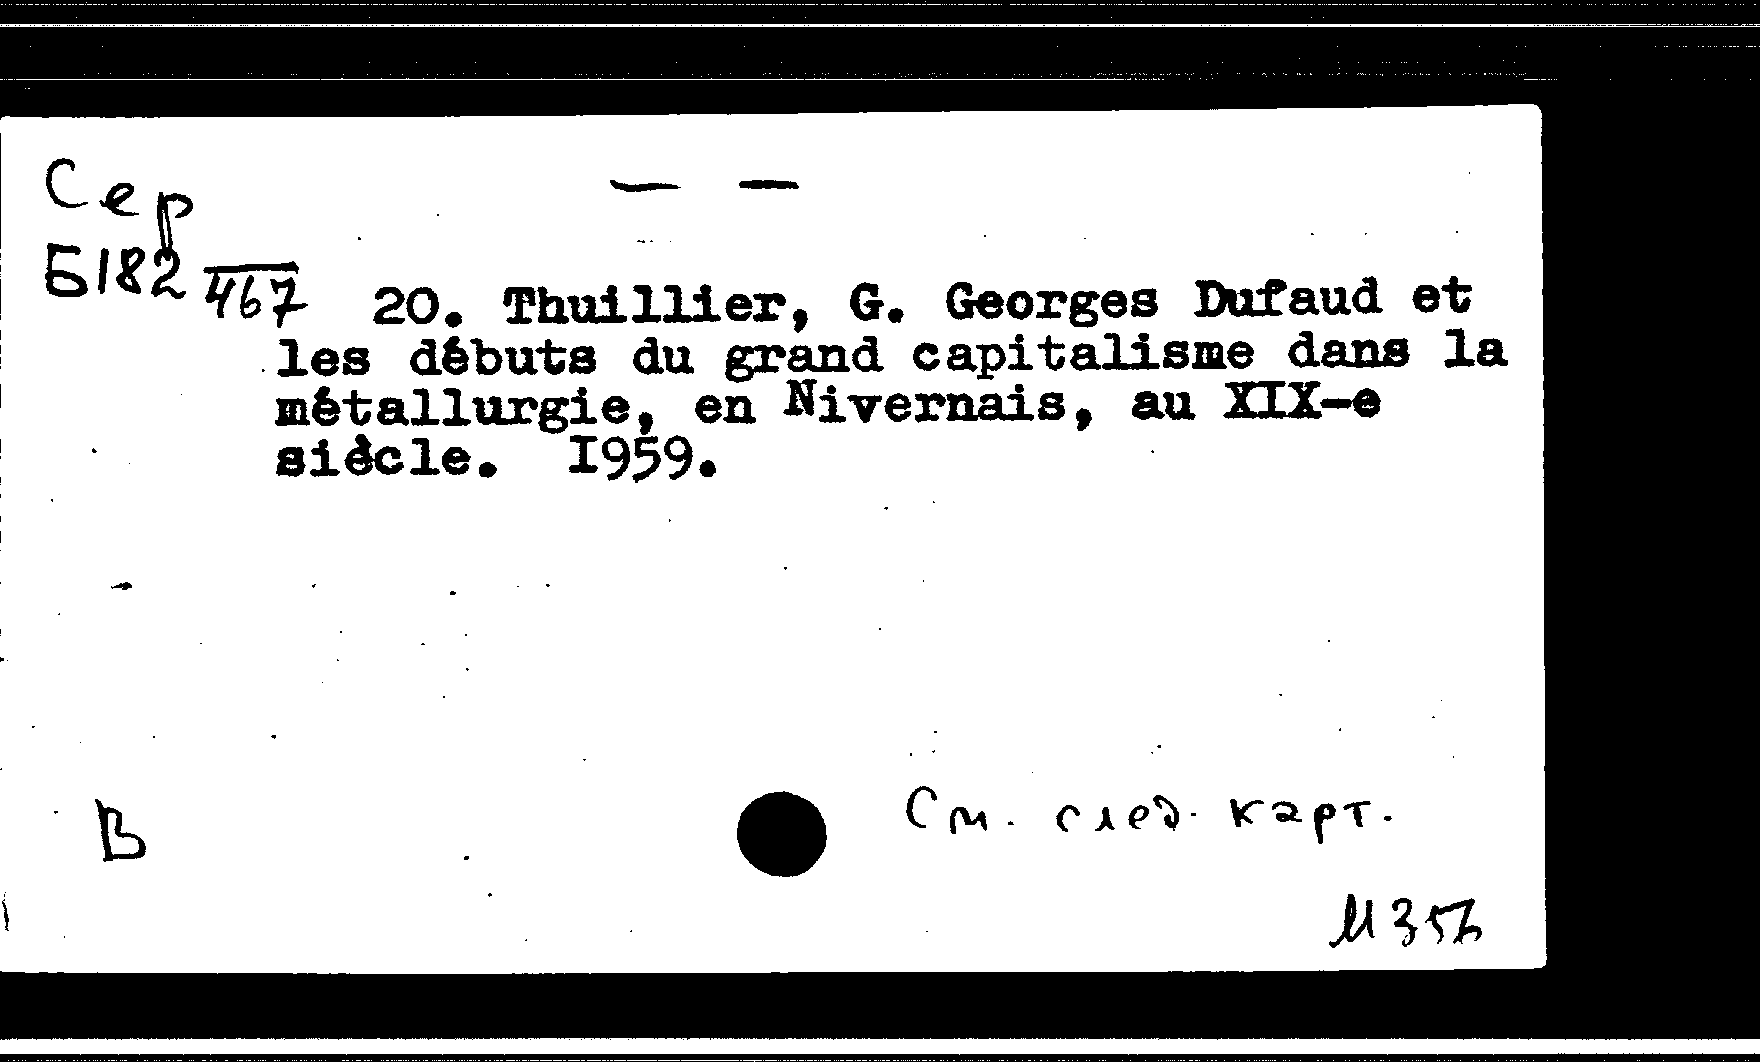 Сер
— —
Б182
467
20. Thuillier, G. Georges Dufaud et
les débuts du grand capitalisme dans la
métallurgie, en Nivernais, au XIX-e
siècle. I959.
В
См. след. карт.